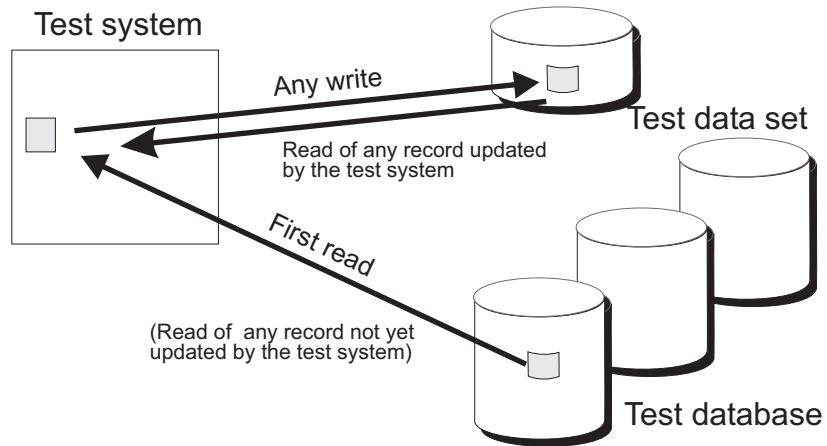 Test system
Any write
Test data set
Read of any record updated
by the test system
First read
(Read of any record not yet
updated by the test system)
Test database